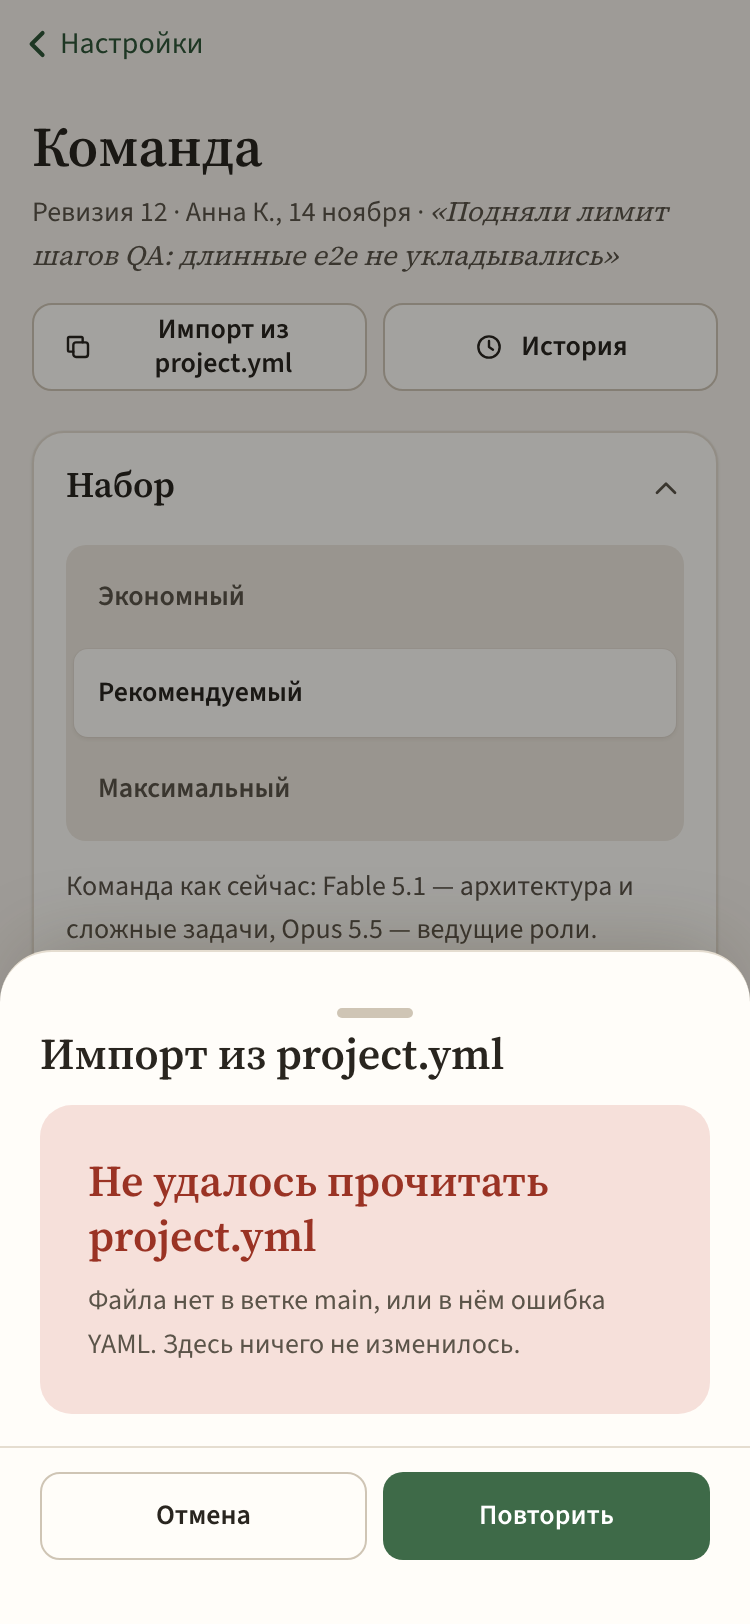 Настройки
Команда
Ревизия 12 · Анна К., 14 ноября · «Подняли лимит
шагов QA: длинные e2e не укладывались»
Импорт из
project.yml
История
Набор
Экономный
Рекомендуемый
Максимальный
Команда как сейчас: Fable 5.1 — архитектура и
сложные задачи, Opus 5.5 — ведущие роли.
Импорт из project.yml
Не удалось прочитать
project.yml
Файла нет в ветке main, или в нём ошибка
YAML. Здесь ничего не изменилось.
Отмена
Повторить